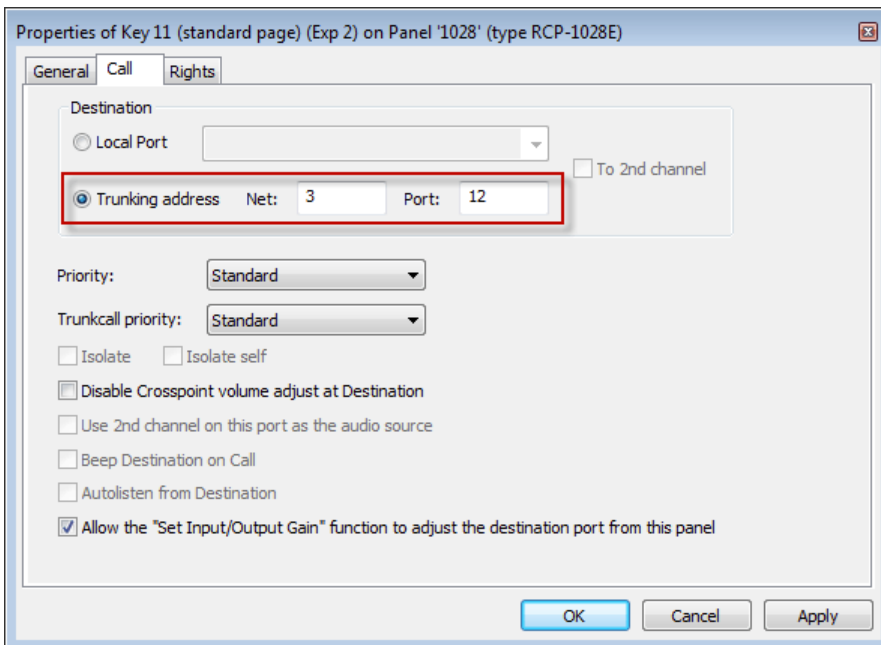 Properties of Key 11 (standard page) (Exp 2) on Panel '1028' (type RCP-1028E)
General Call Rights
Destination
Local Port
To 2nd channel
Trunking address Net: 3 Port: 12
Priority: Standard
Trunkcall priority: Standard
Isolate Isolate self
Disable Crosspoint volume adjust at Destination
Use 2nd channel on this port as the audio source
Beep Destination on Call
Autolisten from Destination
Allow the "Set Input/Output Gain" function to adjust the destination port from this panel
OK Cancel Apply